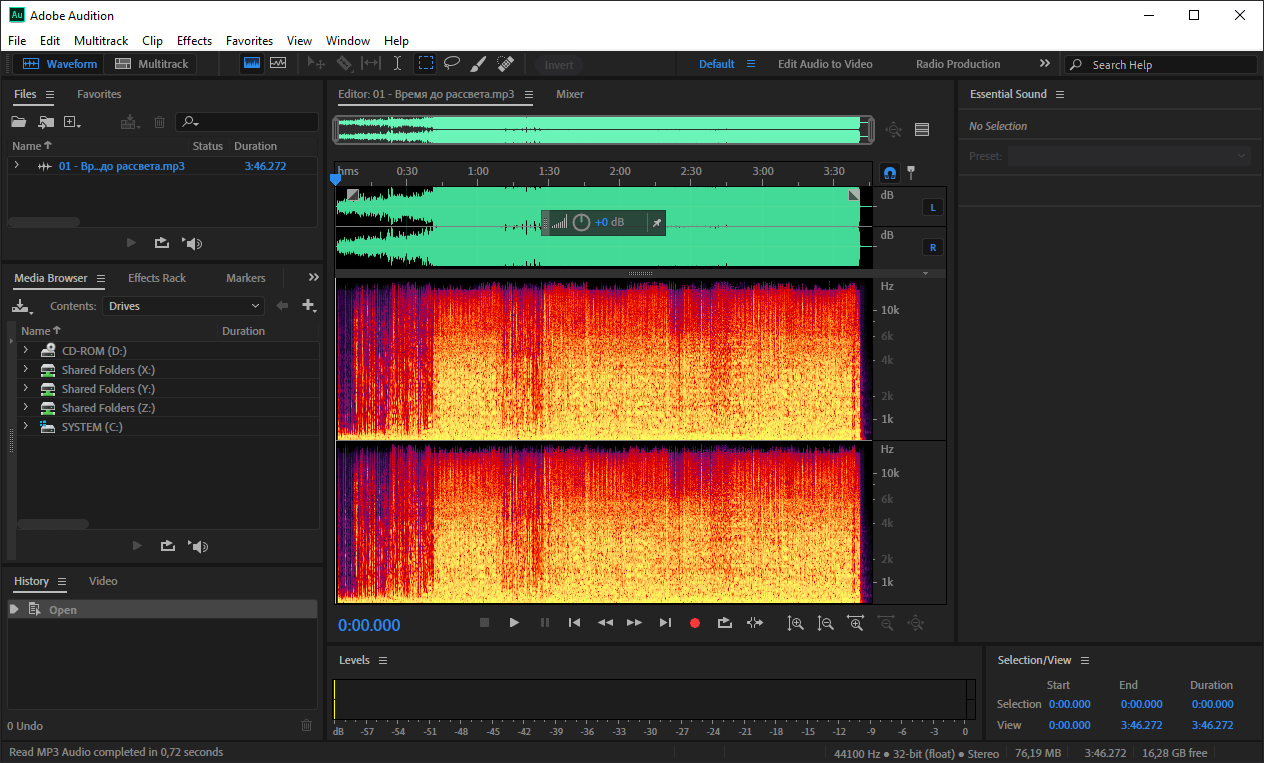 Au Adobe Audition
File Edit Multitrack Clip Effects Favorites View Window Help
Waveform Multitrack Invert Default Edit Audio to Video Radio Production Search Help
Files Favorites
Name Status Duration
01 - Вр...до рассвета.mp3 3:46.272
Media Browser Effects Rack Markers
Contents: Drives
Name Duration
CD-ROM (D:)
Shared Folders (X:)
Shared Folders (Y:)
Shared Folders (Z:)
SYSTEM (C:)
History Video
Open
0 Undo
Editor: 01 - Время до рассвета.mp3 Mixer
hms 0:30 1:00 1:30 2:00 2:30 3:00 3:30
dB
L
+0 dB
dB
R
Hz
10k
6k
4k
2k
1k
Hz
10k
6k
4k
2k
1k
0:00.000
Levels
dB -57 -54 -51 -48 -45 -42 -39 -36 -33 -30 -27 -24 -21 -18 -15 -12 -9 -6 -3 0
Essential Sound
No Selection
Preset:
Selection/View
Start End Duration
Selection 0:00.000 0:00.000 0:00.000
View 0:00.000 3:46.272 3:46.272
Read MP3 Audio completed in 0,72 seconds
44100 Hz ● 32-bit (float) ● Stereo 76,19 MB 3:46.272 16,28 GB free